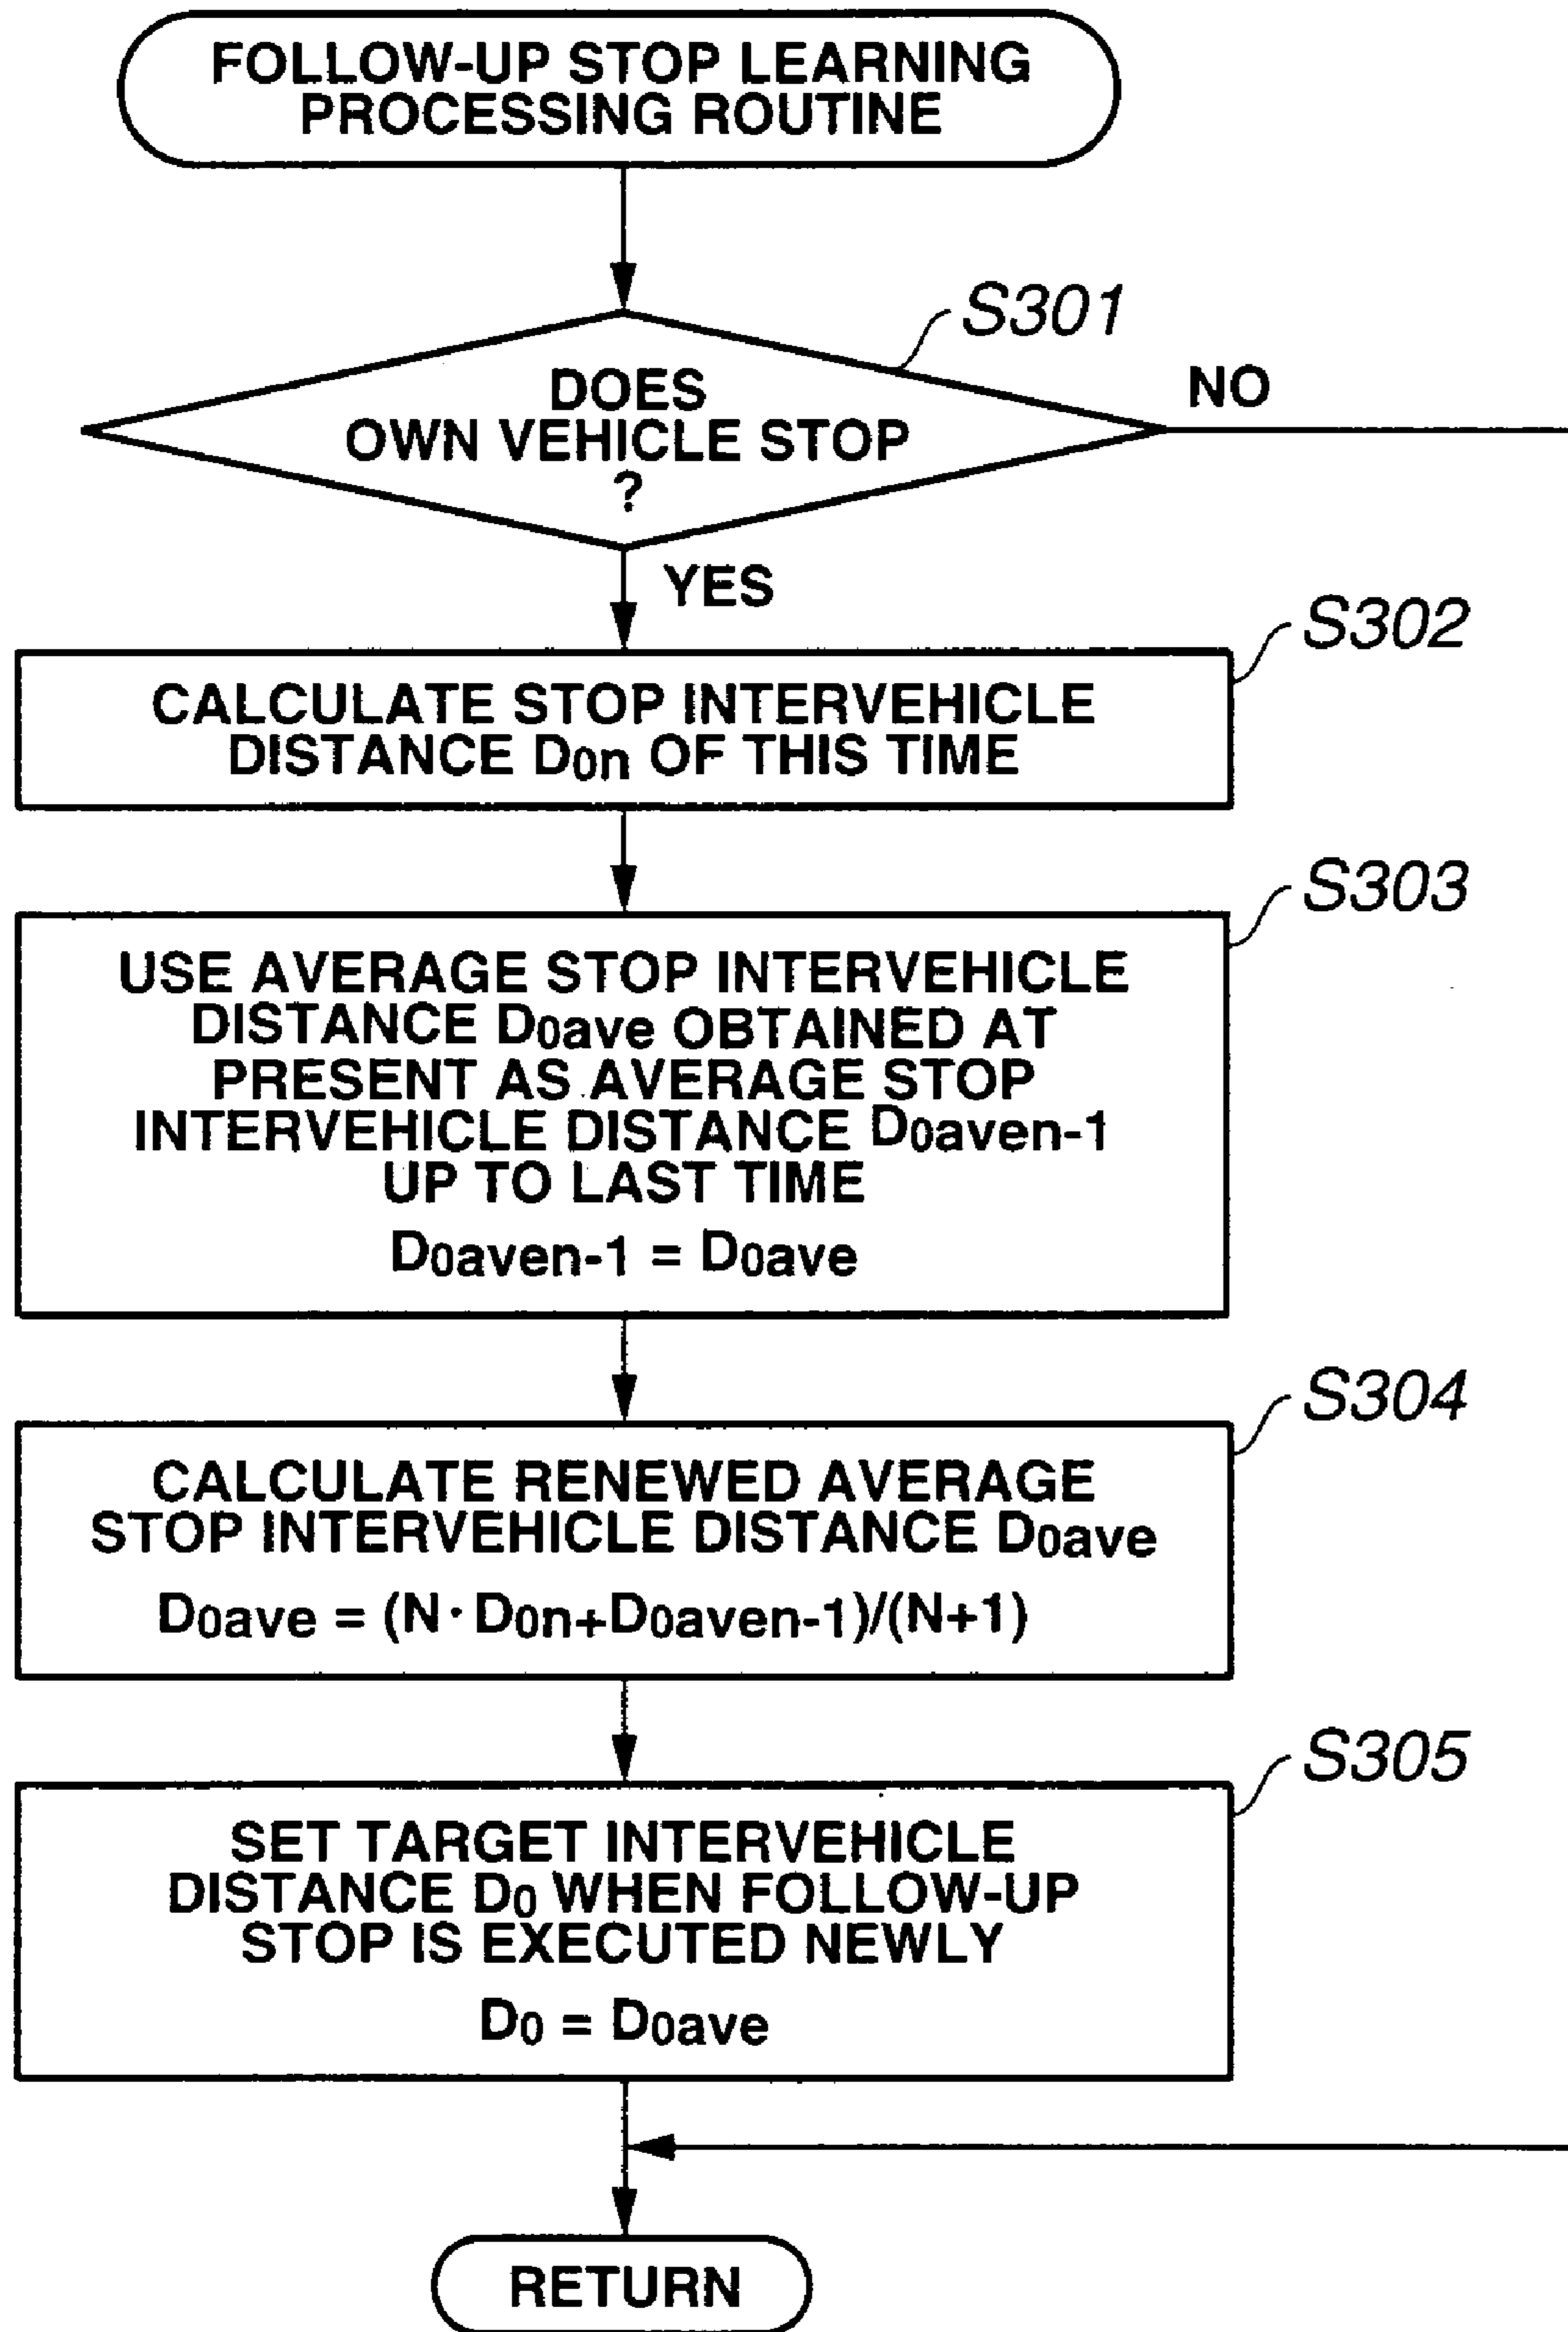 FOLLOW-UP STOP LEARNING
PROCESSING ROUTINE
S301
DOES
OWN VEHICLE STOP
?
NO
YES
S302
CALCULATE STOP INTERVEHICLE
DISTANCE D0n OF THIS TIME
S303
USE AVERAGE STOP INTERVEHICLE
DISTANCE D0ave OBTAINED AT
PRESENT AS AVERAGE STOP
INTERVEHICLE DISTANCE D0aven-1
UP TO LAST TIME
D0aven-1 = D0ave
S304
CALCULATE RENEWED AVERAGE
STOP INTERVEHICLE DISTANCE D0ave
D0ave = (N·D0n+D0aven-1)/(N+1)
S305
SET TARGET INTERVEHICLE
DISTANCE D0 WHEN FOLLOW-UP
STOP IS EXECUTED NEWLY
D0 = D0ave
RETURN